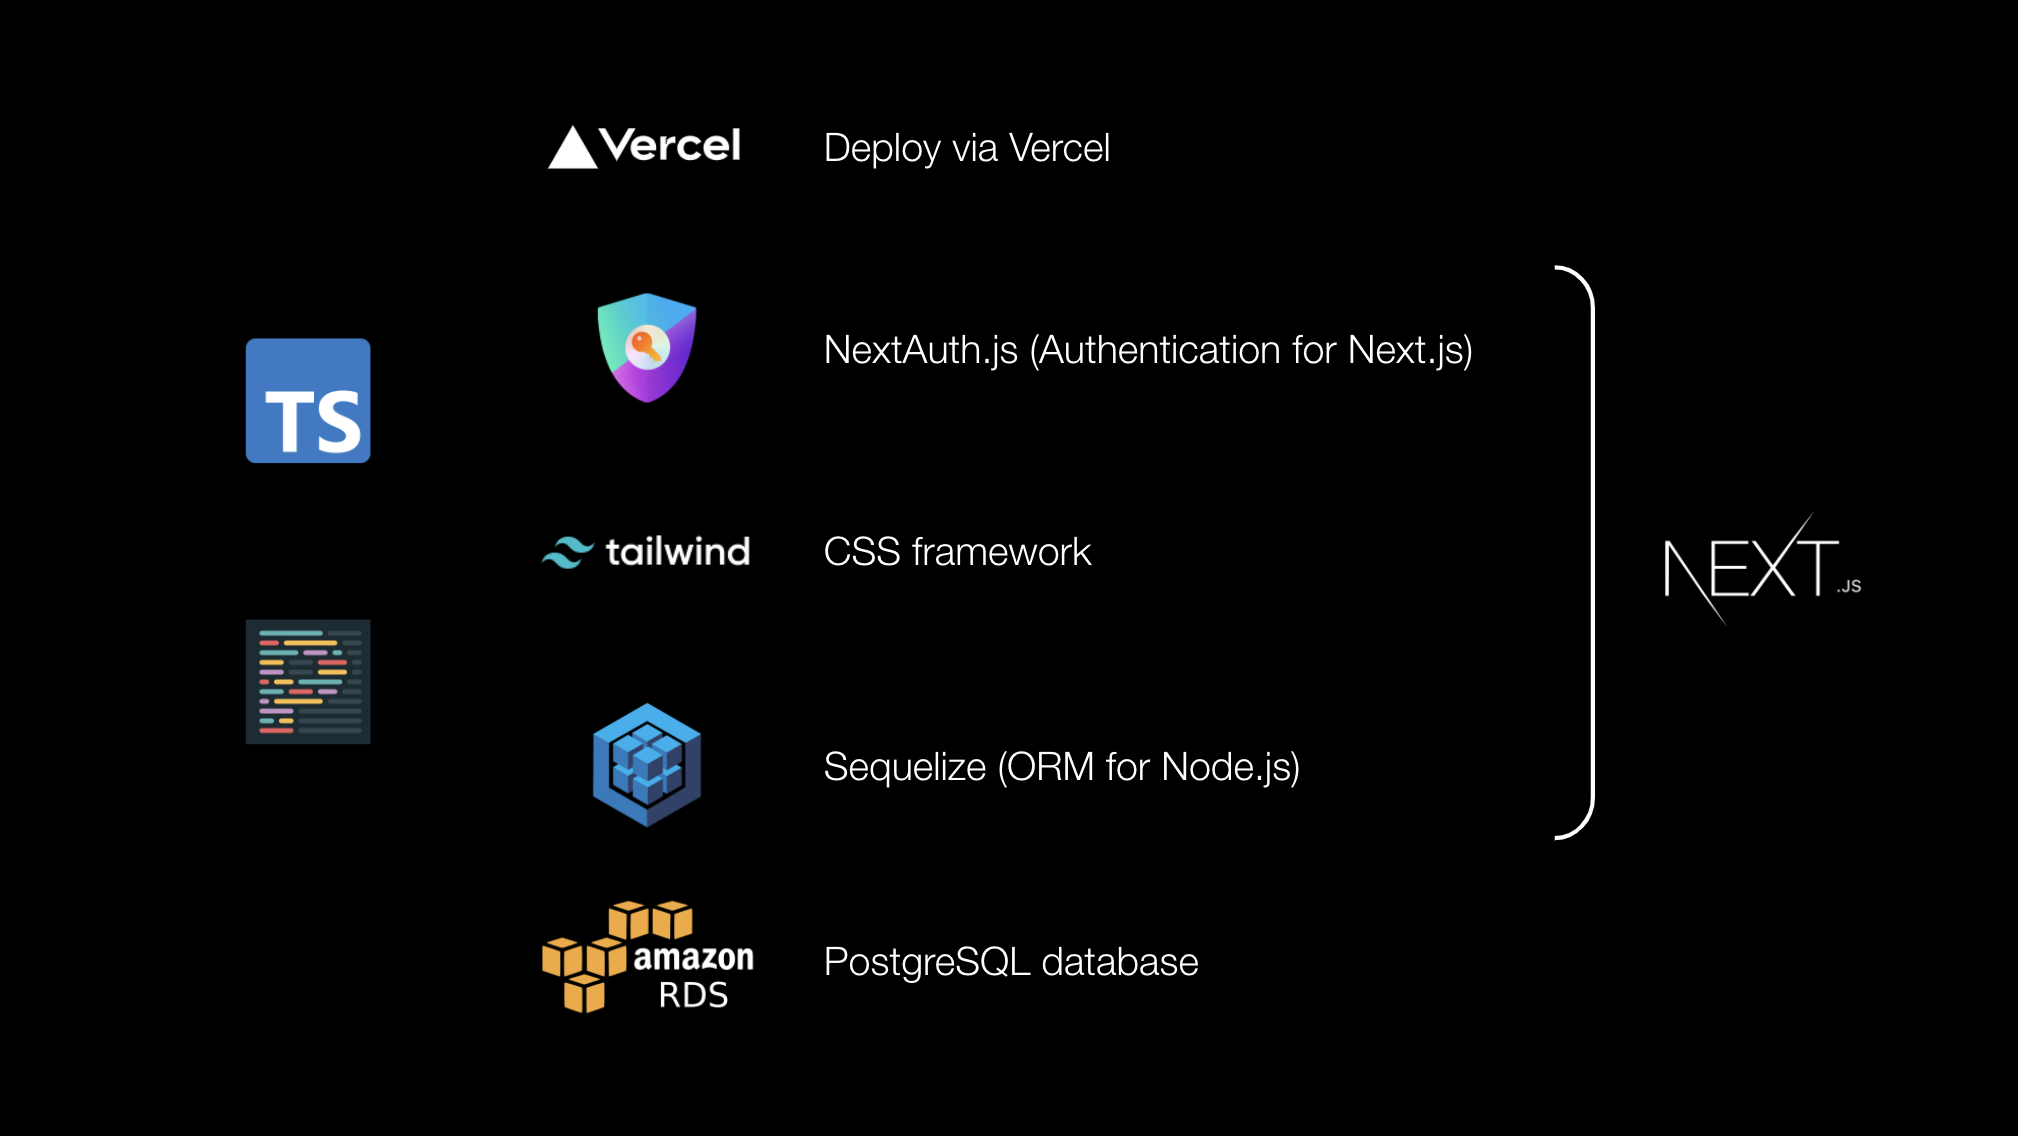 Vercel
Deploy via Vercel
NextAuth.js (Authentication for Next.js)
TS
tailwind
CSS framework
NEXT.JS
Sequelize (ORM for Node.js)
amazon
RDS
PostgreSQL database